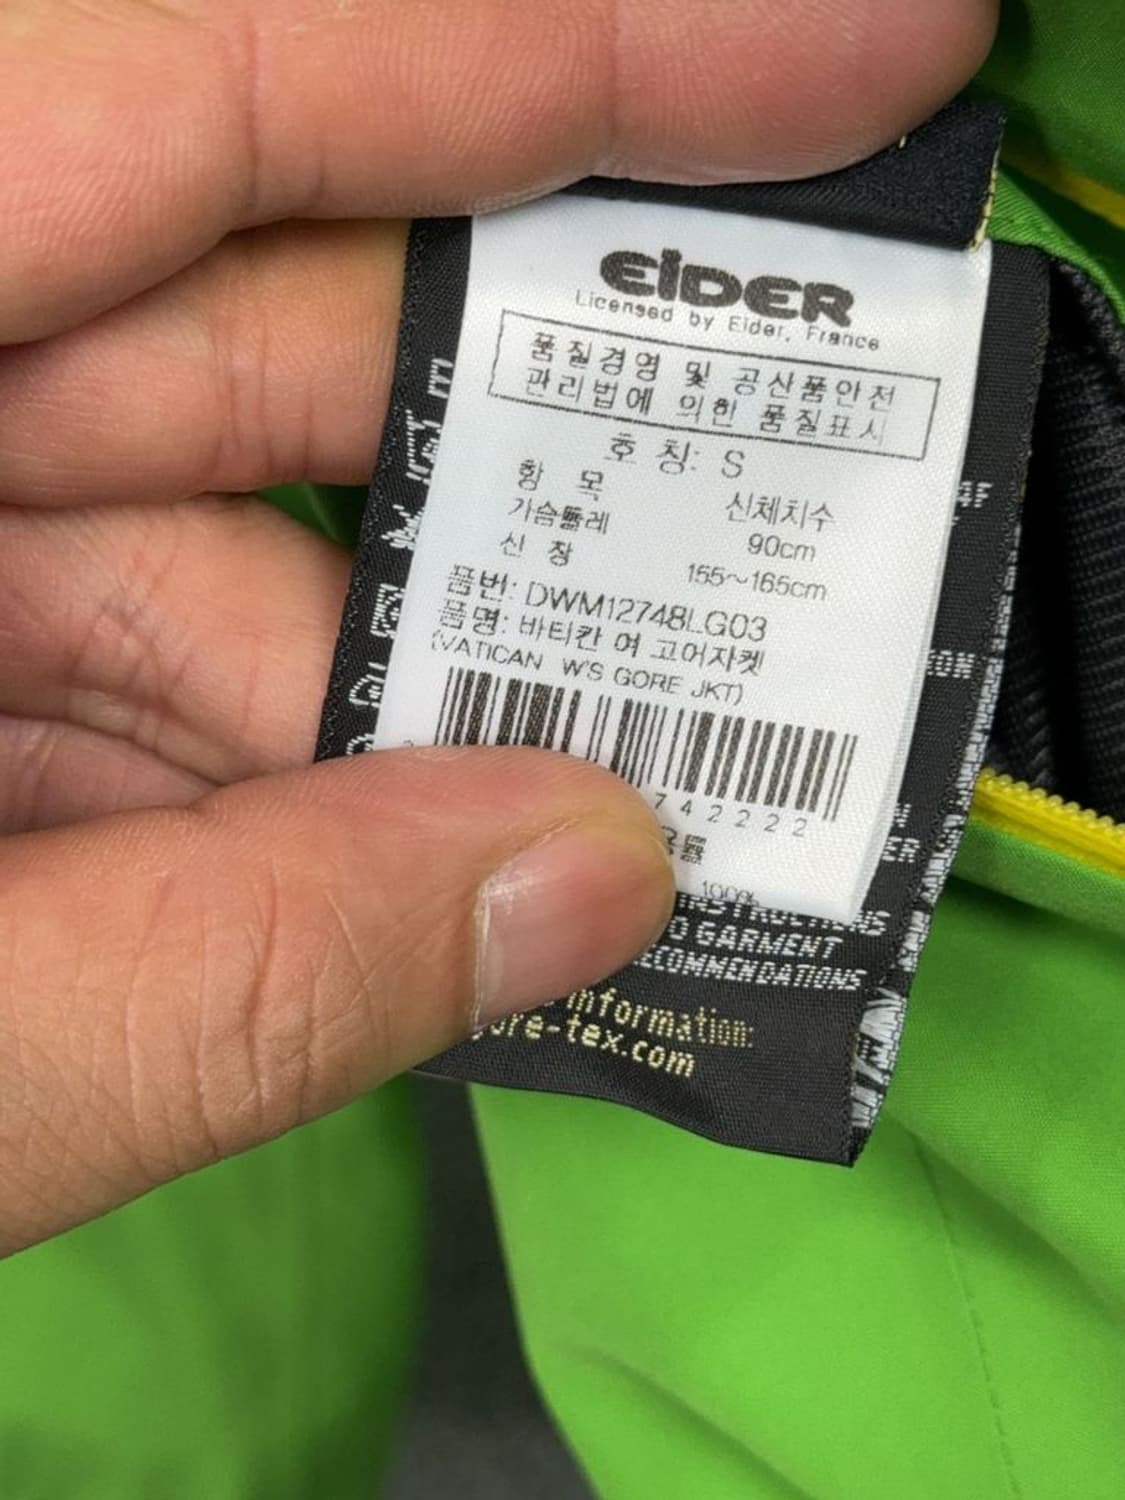 EiDER
Licensed by Eider, France
품질경영 및 공산품안전
관리법에 의한 품질표시
호 칭: S
항 목 신체치수
가슴둘레 90cm
신 장 155~165cm
품번: DWM12748LG03
품명: 바티칸 여 고어자켓
(VATICAN W'S GORE JKT)
742222
100%
GARMENT
information:
ore-tex.com